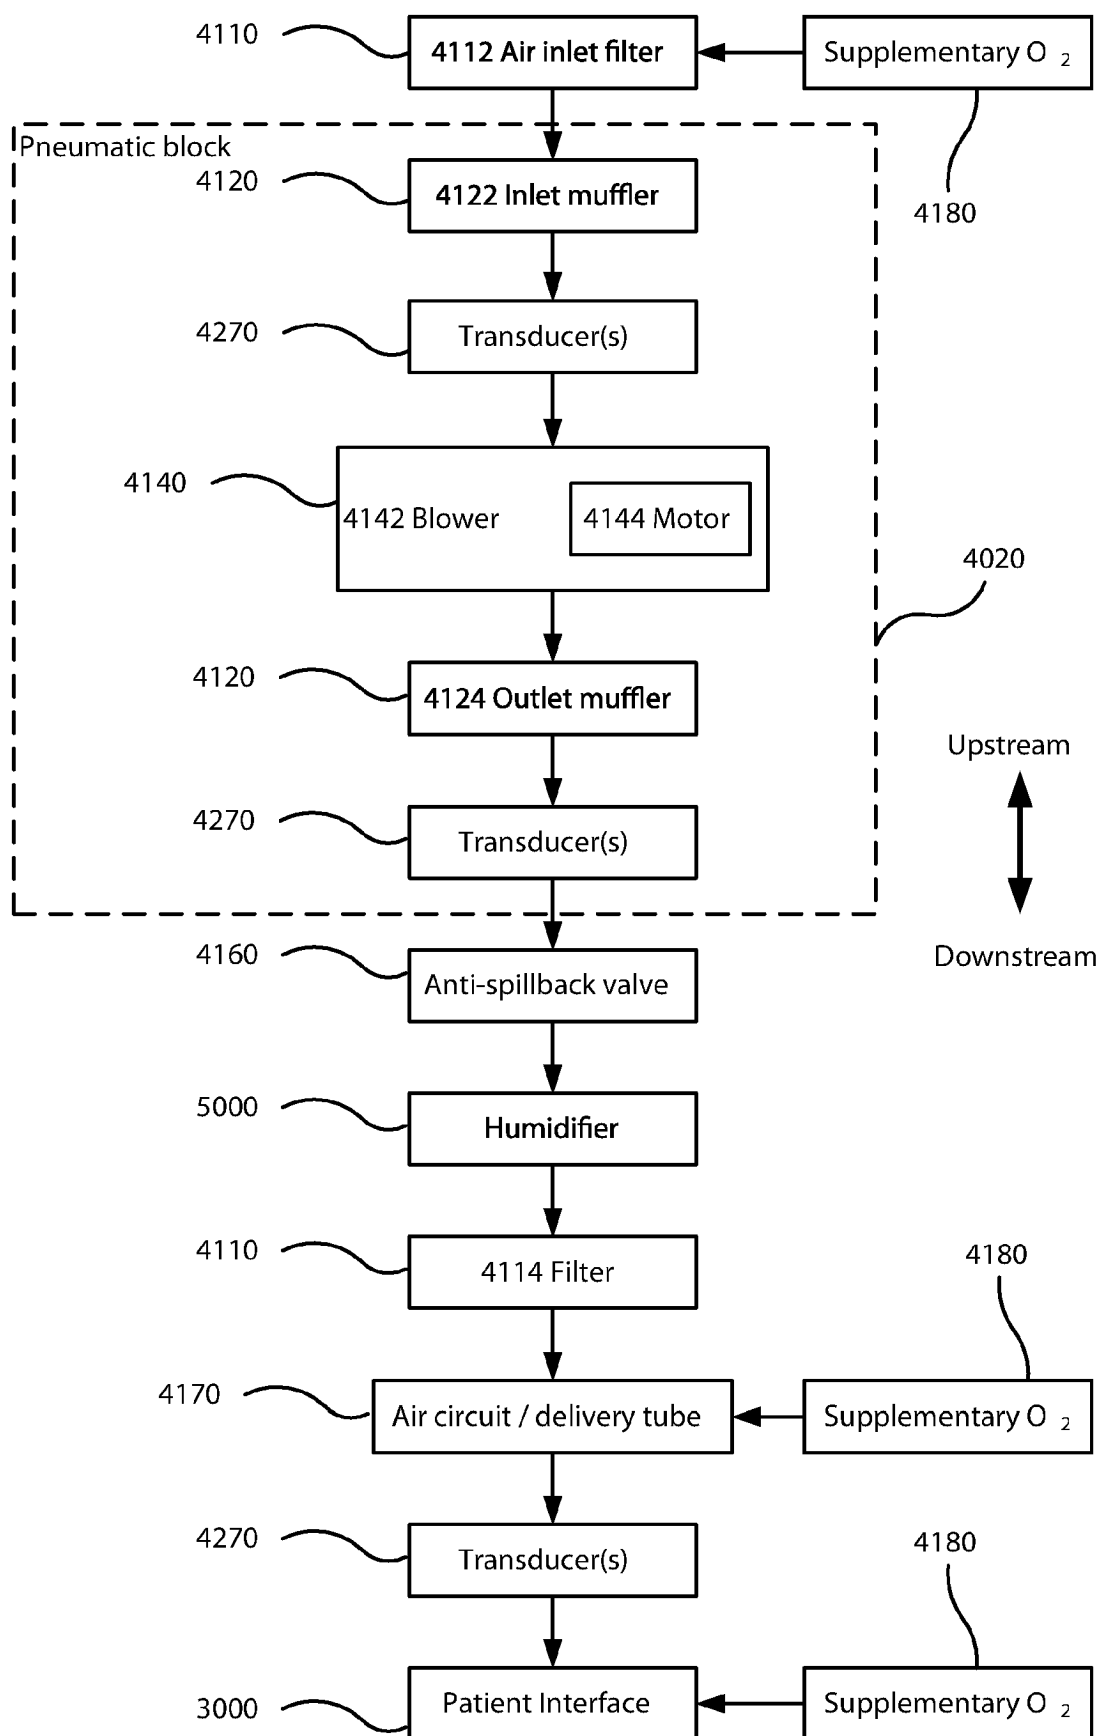 4110
4112 Air inlet filter
Supplementary O 2
Pneumatic block
4120
4122 Inlet muffler
4180
4270
Transducer(s)
4140
4142 Blower
4144 Motor
4020
4120
4124 Outlet muffler
Upstream
4270
Transducer(s)
4160
Anti-spillback valve
Downstream
5000
Humidifier
4110
4114 Filter
4180
4170
Air circuit / delivery tube
Supplementary O 2
4270
Transducer(s)
4180
3000
Patient Interface
Supplementary O 2